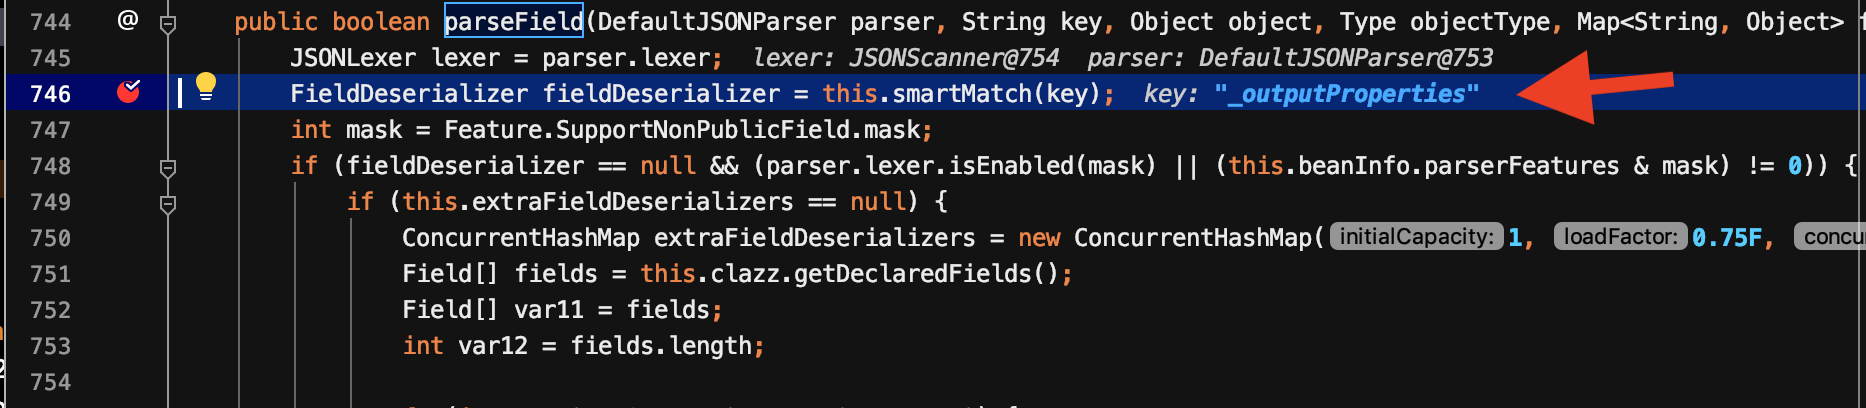 744 @ public boolean parseField(DefaultJSONParser parser, String key, Object object, Type objectType, Map<String, Object>
745 JSONLexer lexer = parser.lexer; lexer: JSONScanner@754 parser: DefaultJSONParser@753
746 FieldDeserializer fieldDeserializer = this.smartMatch(key); key: "_outputProperties"
747 int mask = Feature.SupportNonPublicField.mask;
748 if (fieldDeserializer == null && (parser.lexer.isEnabled(mask) || (this.beanInfo.parserFeatures & mask) != 0)) {
749 if (this.extraFieldDeserializers == null) {
750 ConcurrentHashMap extraFieldDeserializers = new ConcurrentHashMap( initialCapacity: 1, loadFactor: 0.75F, concu
751 Field[] fields = this.clazz.getDeclaredFields();
752 Field[] var11 = fields;
753 int var12 = fields.length;
754